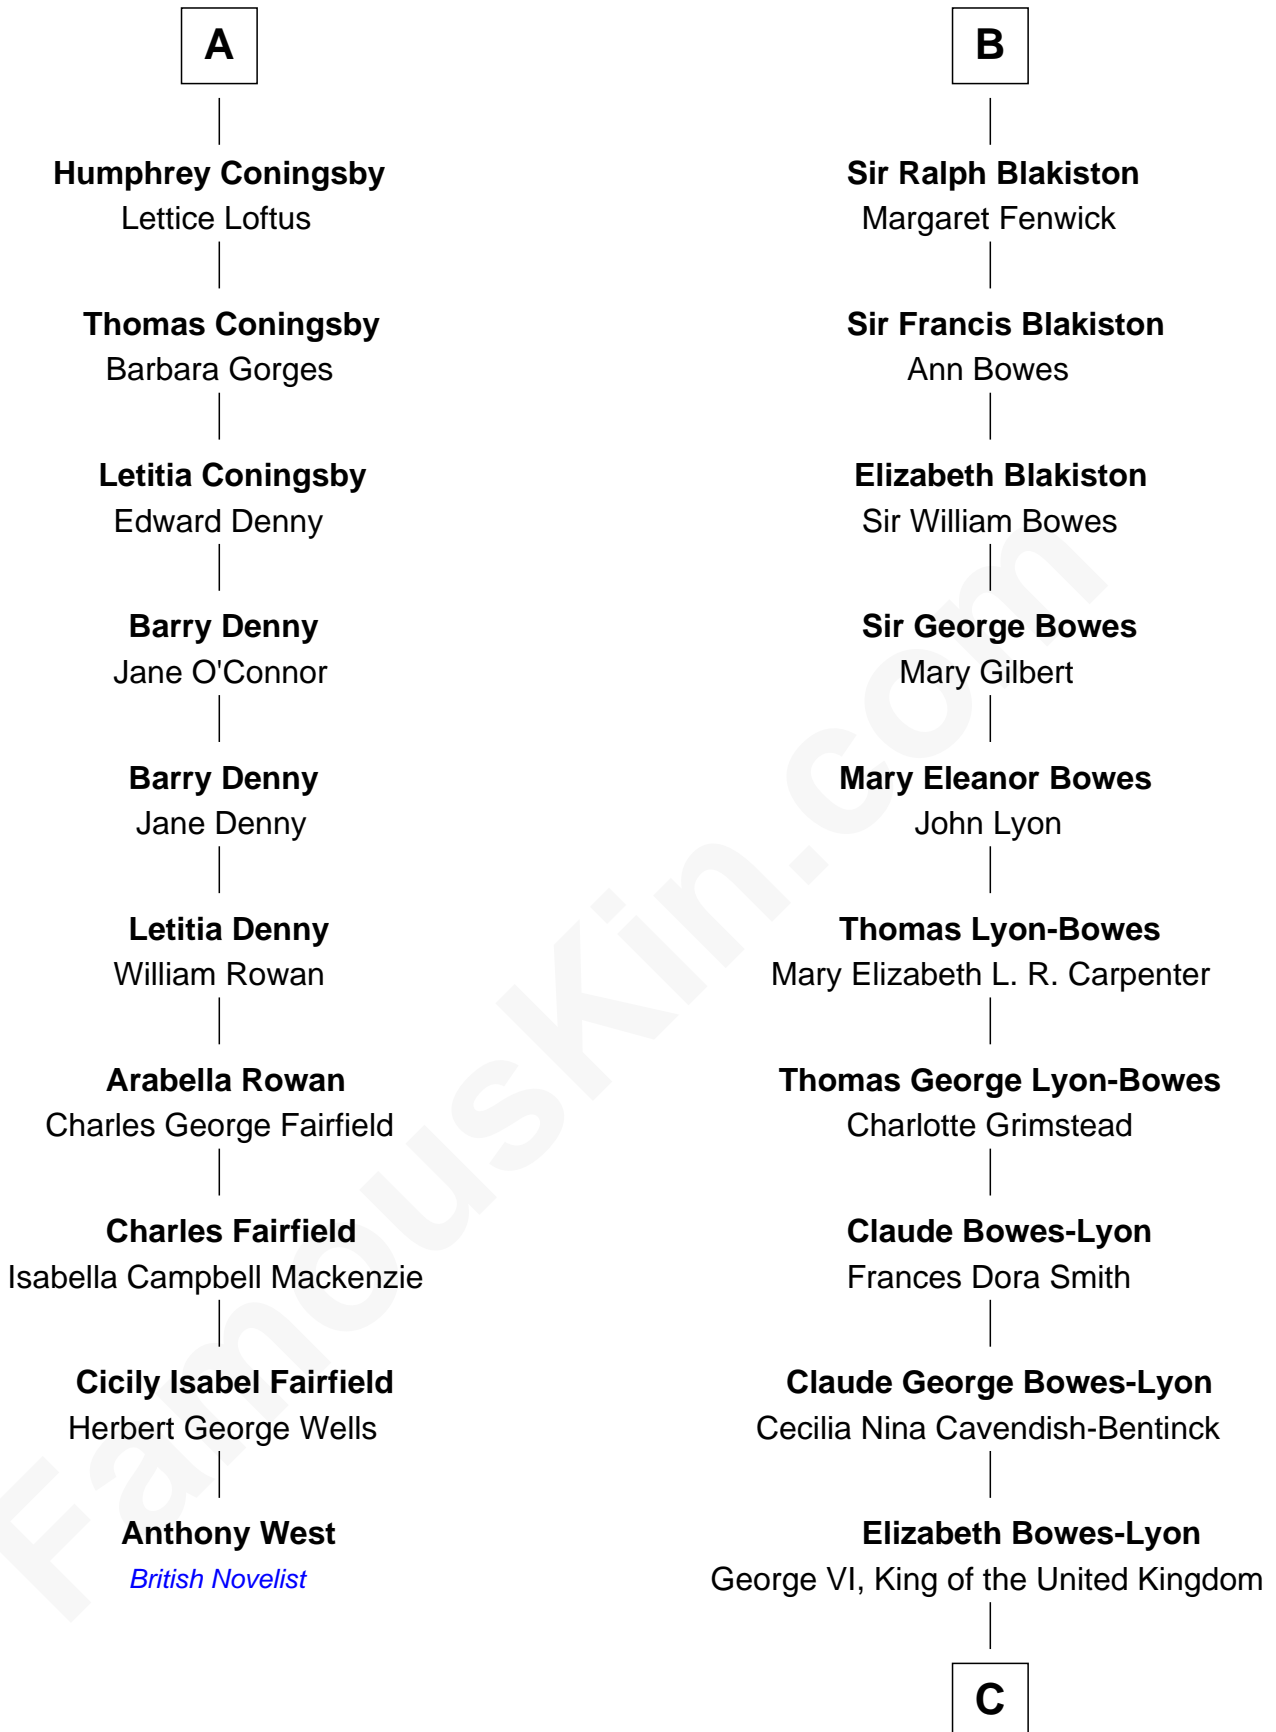 A
Humphrey Coningsby
Lettice Loftus
Thomas Coningsby
Barbara Gorges
Letitia Coningsby
Edward Denny
Barry Denny
Jane O'Connor
Barry Denny
Jane Denny
Letitia Denny
William Rowan
Arabella Rowan
Charles George Fairfield
Charles Fairfield
Isabella Campbell Mackenzie
Cicily Isabel Fairfield
Herbert George Wells
Anthony West
British Novelist
B
Sir Ralph Blakiston
Margaret Fenwick
Sir Francis Blakiston
Ann Bowes
Elizabeth Blakiston
Sir William Bowes
Sir George Bowes
Mary Gilbert
Mary Eleanor Bowes
John Lyon
Thomas Lyon-Bowes
Mary Elizabeth L. R. Carpenter
Thomas George Lyon-Bowes
Charlotte Grimstead
Claude Bowes-Lyon
Frances Dora Smith
Claude George Bowes-Lyon
Cecilia Nina Cavendish-Bentinck
Elizabeth Bowes-Lyon
George VI, King of the United Kingdom
C
FamousKin.com